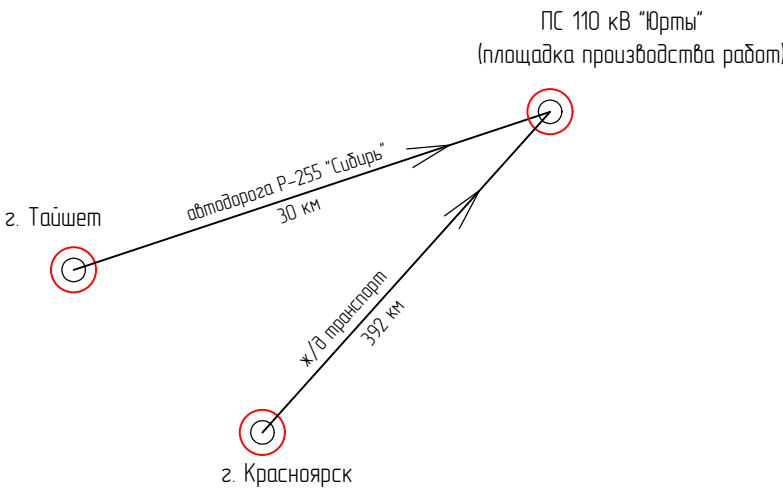 ПС 110 кВ "Юрты"
(площадка производства работ)
автодорога Р-255 "Сибирь"
30 км
г. Тайшет
ж/д транспорт
392 км
г. Красноярск